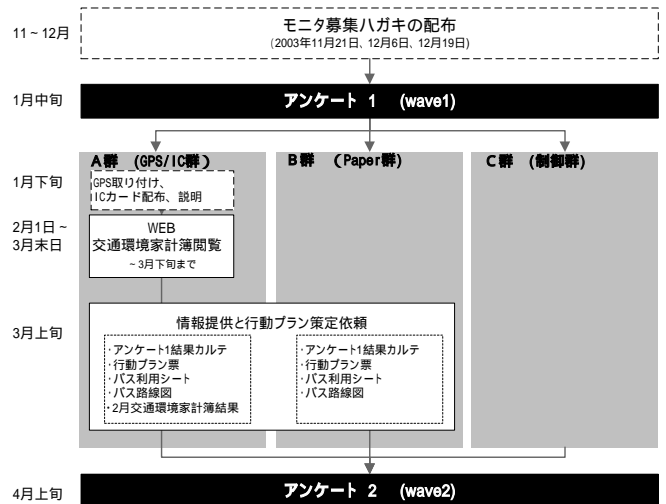 11～12月
モニタ募集ハガキの配布
(2003年11月21日、12月6日、12月19日)
1月中旬
アンケート 1 (wave1)
A群 (GPS/IC群)
B群 (Paper群)
C群 (制御群)
1月下旬
GPS取り付け、
ICカード配布、説明
2月1日～
3月末日
WEB
交通環境家計簿閲覧
~3月下旬まで
3月上旬
情報提供と行動プラン策定依頼
・アンケート1結果カルテ
・行動プラン票
・バス利用シート
・バス路線図
・2月交通環境家計簿結果
・アンケート1結果カルテ
・行動プラン票
・バス利用シート
・バス路線図
4月上旬
アンケート 2 (wave2)